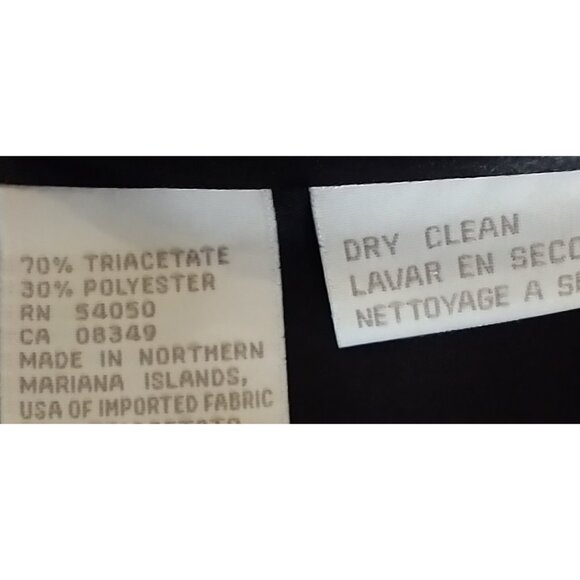 70% TRIACETATE
30% POLYESTER
RN 54050
CA 08349
MADE IN NORTHERN
MARIANA ISLANDS,
USA OF IMPORTED FABRIC
DRY CLEAN
LAVAR EN SECO
NETTOYAGE A